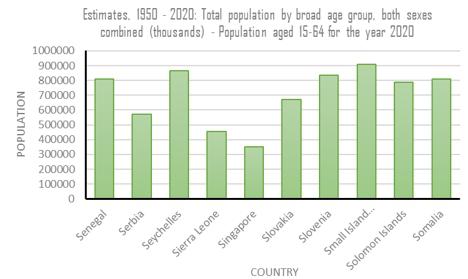 Estimates, 1950 - 2020: Total population by broad age group, both sexes
combined (thousands) - Population aged 15-64 for the year 2020
1000000
900000
800000
700000
600000
500000
400000
300000
200000
100000
0
POPULATION
Senegal
Serbia
Seychelles
Sierra Leone
Singapore
Slovakia
Slovenia
Small Island...
Solomon Islands
Somalia
COUNTRY